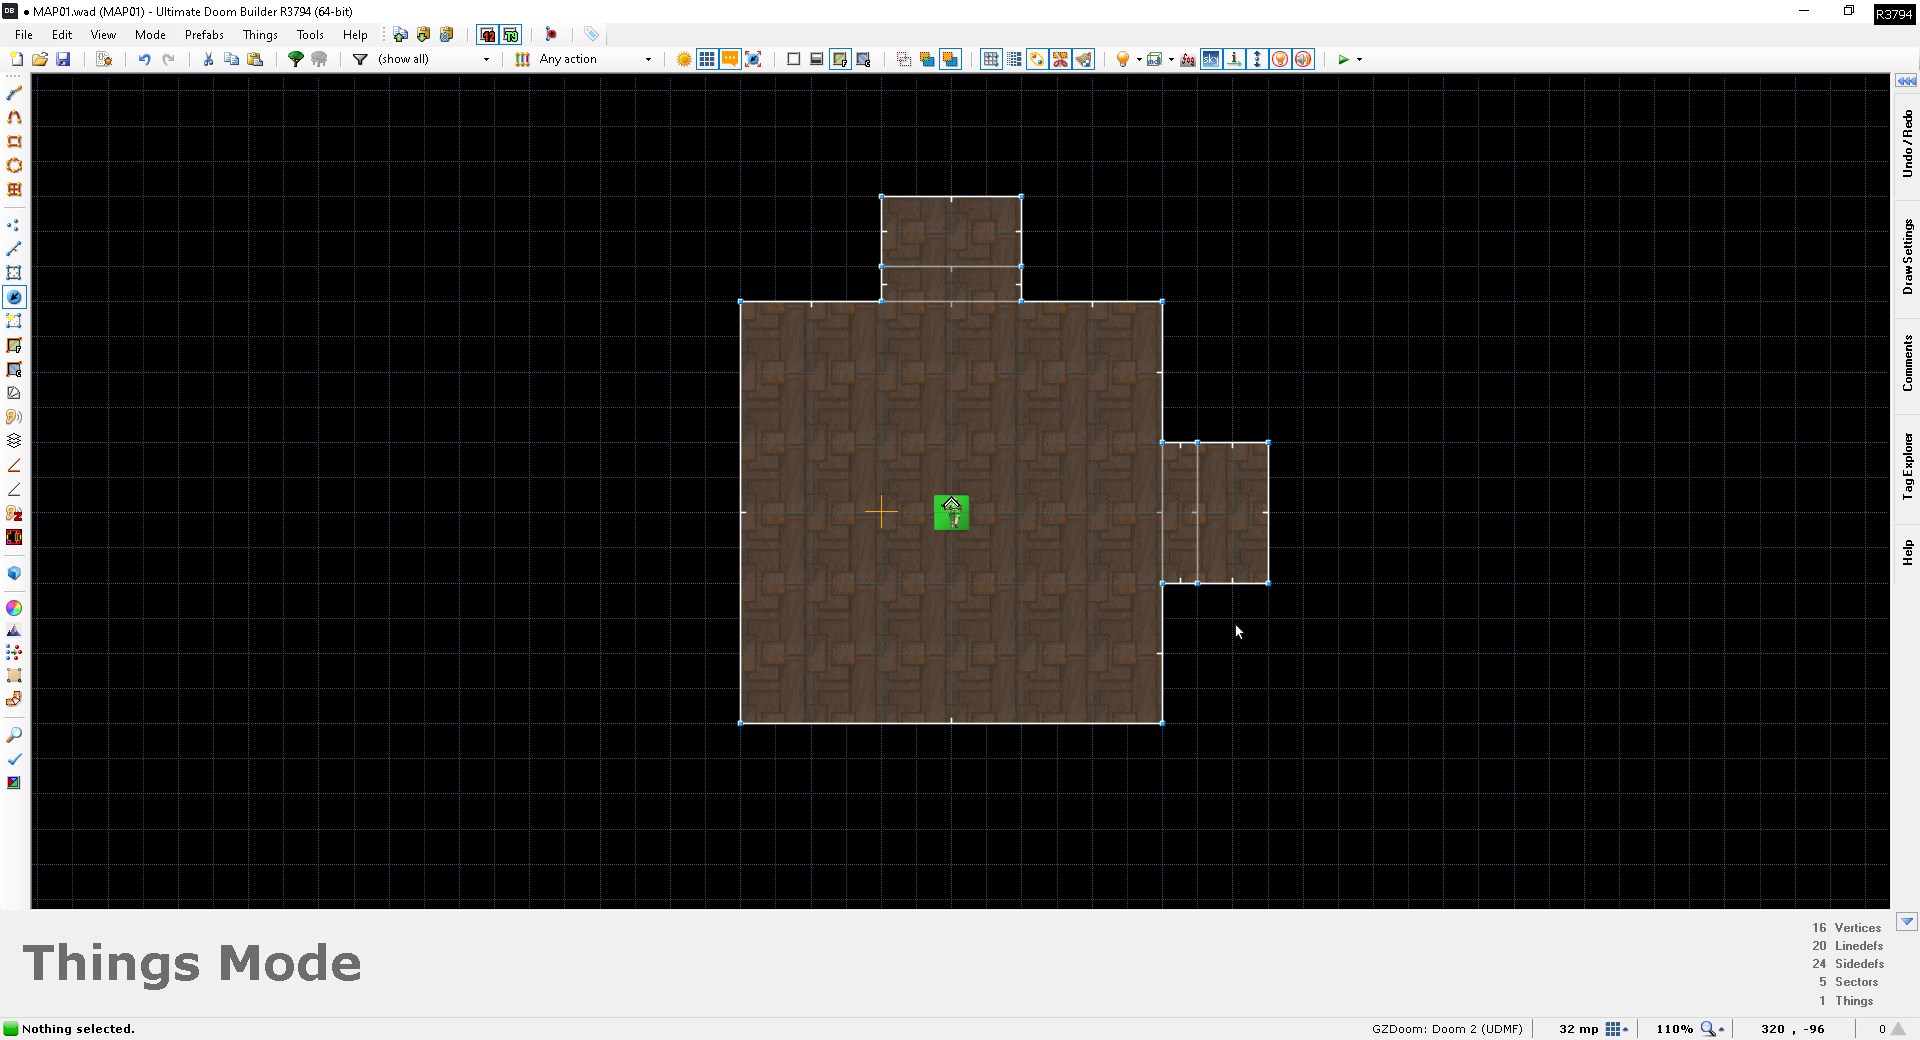 ● MAP01.wad (MAP01) - Ultimate Doom Builder R3794 (64-bit)
R3794
File Edit View Mode Prefabs Things Tools Help
(show all) Any action
Undo / Redo
Draw Settings
Comments
Tag Explorer
Help
Things Mode
16 Vertices
20 Linedefs
24 Sidedefs
5 Sectors
1 Things
Nothing selected.
GZDoom: Doom 2 (UDMF) 32 mp 110% 320 , -96 0